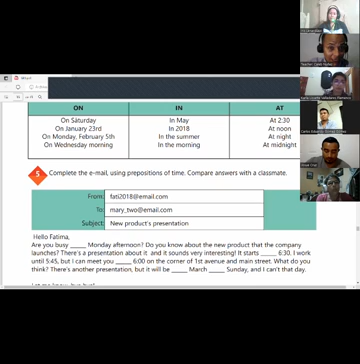 ON IN AT
On Saturday In May At 2:30
On January 23rd In 2018 At noon
On Monday, February 5th In the summer At night
On Wednesday morning In the morning At midnight
5 Complete the e-mail, using prepositions of time. Compare answers with a classmate.
From: fati2018@email.com
To: mary_two@email.com
Subject: New product's presentation
Hello Fatima,
Are you busy _____ Monday afternoon? Do you know about the new product that the company
launches? There's a presentation about it and it sounds very interesting! It starts _____ 6:30. I work
until 5:45, but I can meet you _____ 6:00 on the corner of 1st avenue and main street. What do you
think? There's another presentation, but it will be _____ March _____ Sunday, and I can't that day.